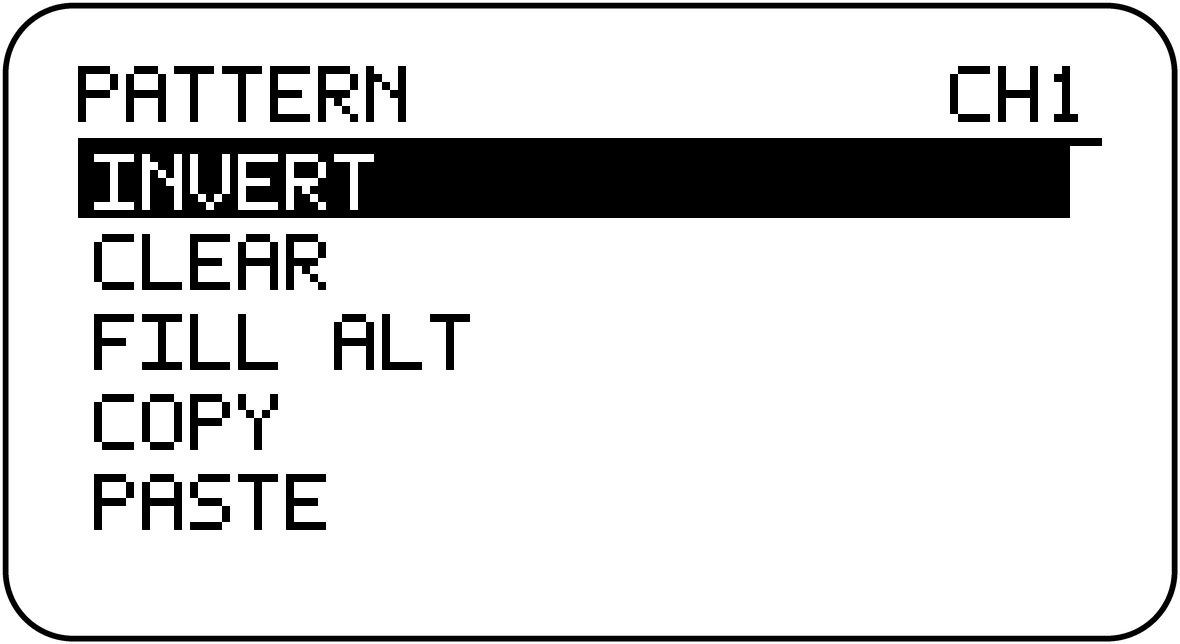 PATTERN CH1
INVERT
CLEAR
FILL ALT
COPY
PASTE